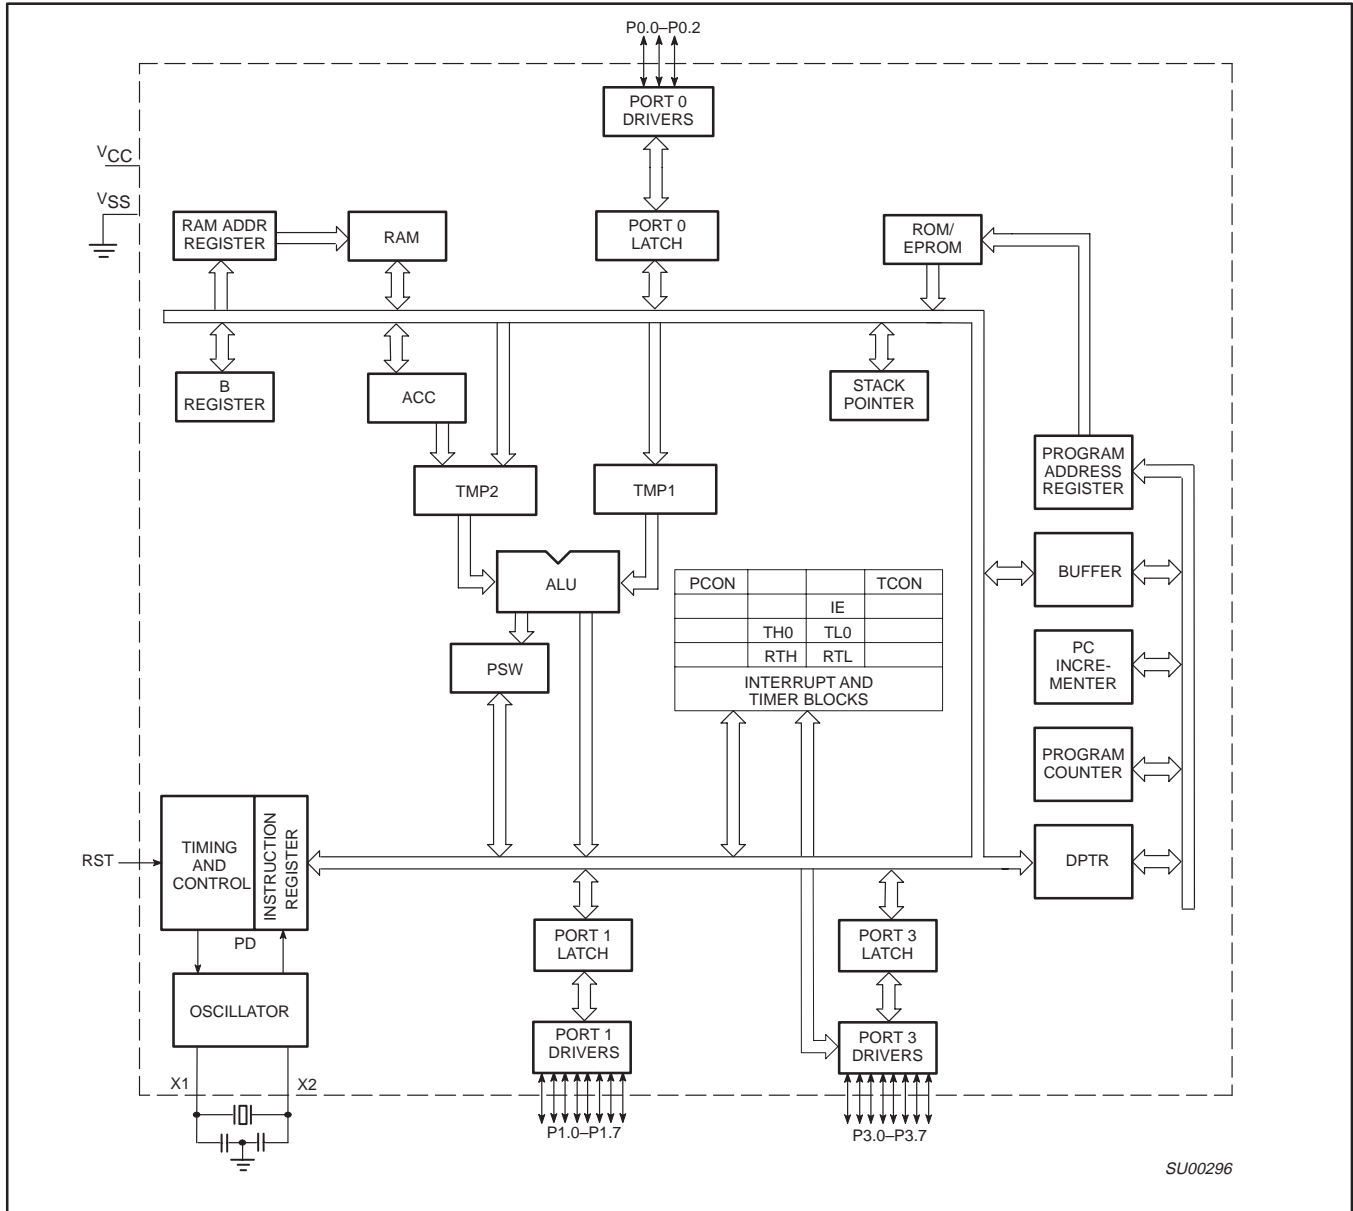 P0.0–P0.2
PORT 0
DRIVERS
VCC
VSS
RAM ADDR
REGISTER
RAM
PORT 0
LATCH
ROM/
EPROM
B
REGISTER
ACC
STACK
POINTER
TMP2
TMP1
PROGRAM
ADDRESS
REGISTER
ALU
BUFFER
PCON
TCON
IE
TH0
TL0
RTH
RTL
INTERRUPT AND
TIMER BLOCKS
PSW
PC
INCRE-
MENTER
PROGRAM
COUNTER
RST
TIMING
AND
CONTROL
INSTRUCTION
REGISTER
DPTR
PD
PORT 1
LATCH
PORT 3
LATCH
OSCILLATOR
PORT 1
DRIVERS
PORT 3
DRIVERS
X1
X2
P1.0–P1.7
P3.0–P3.7
SU00296